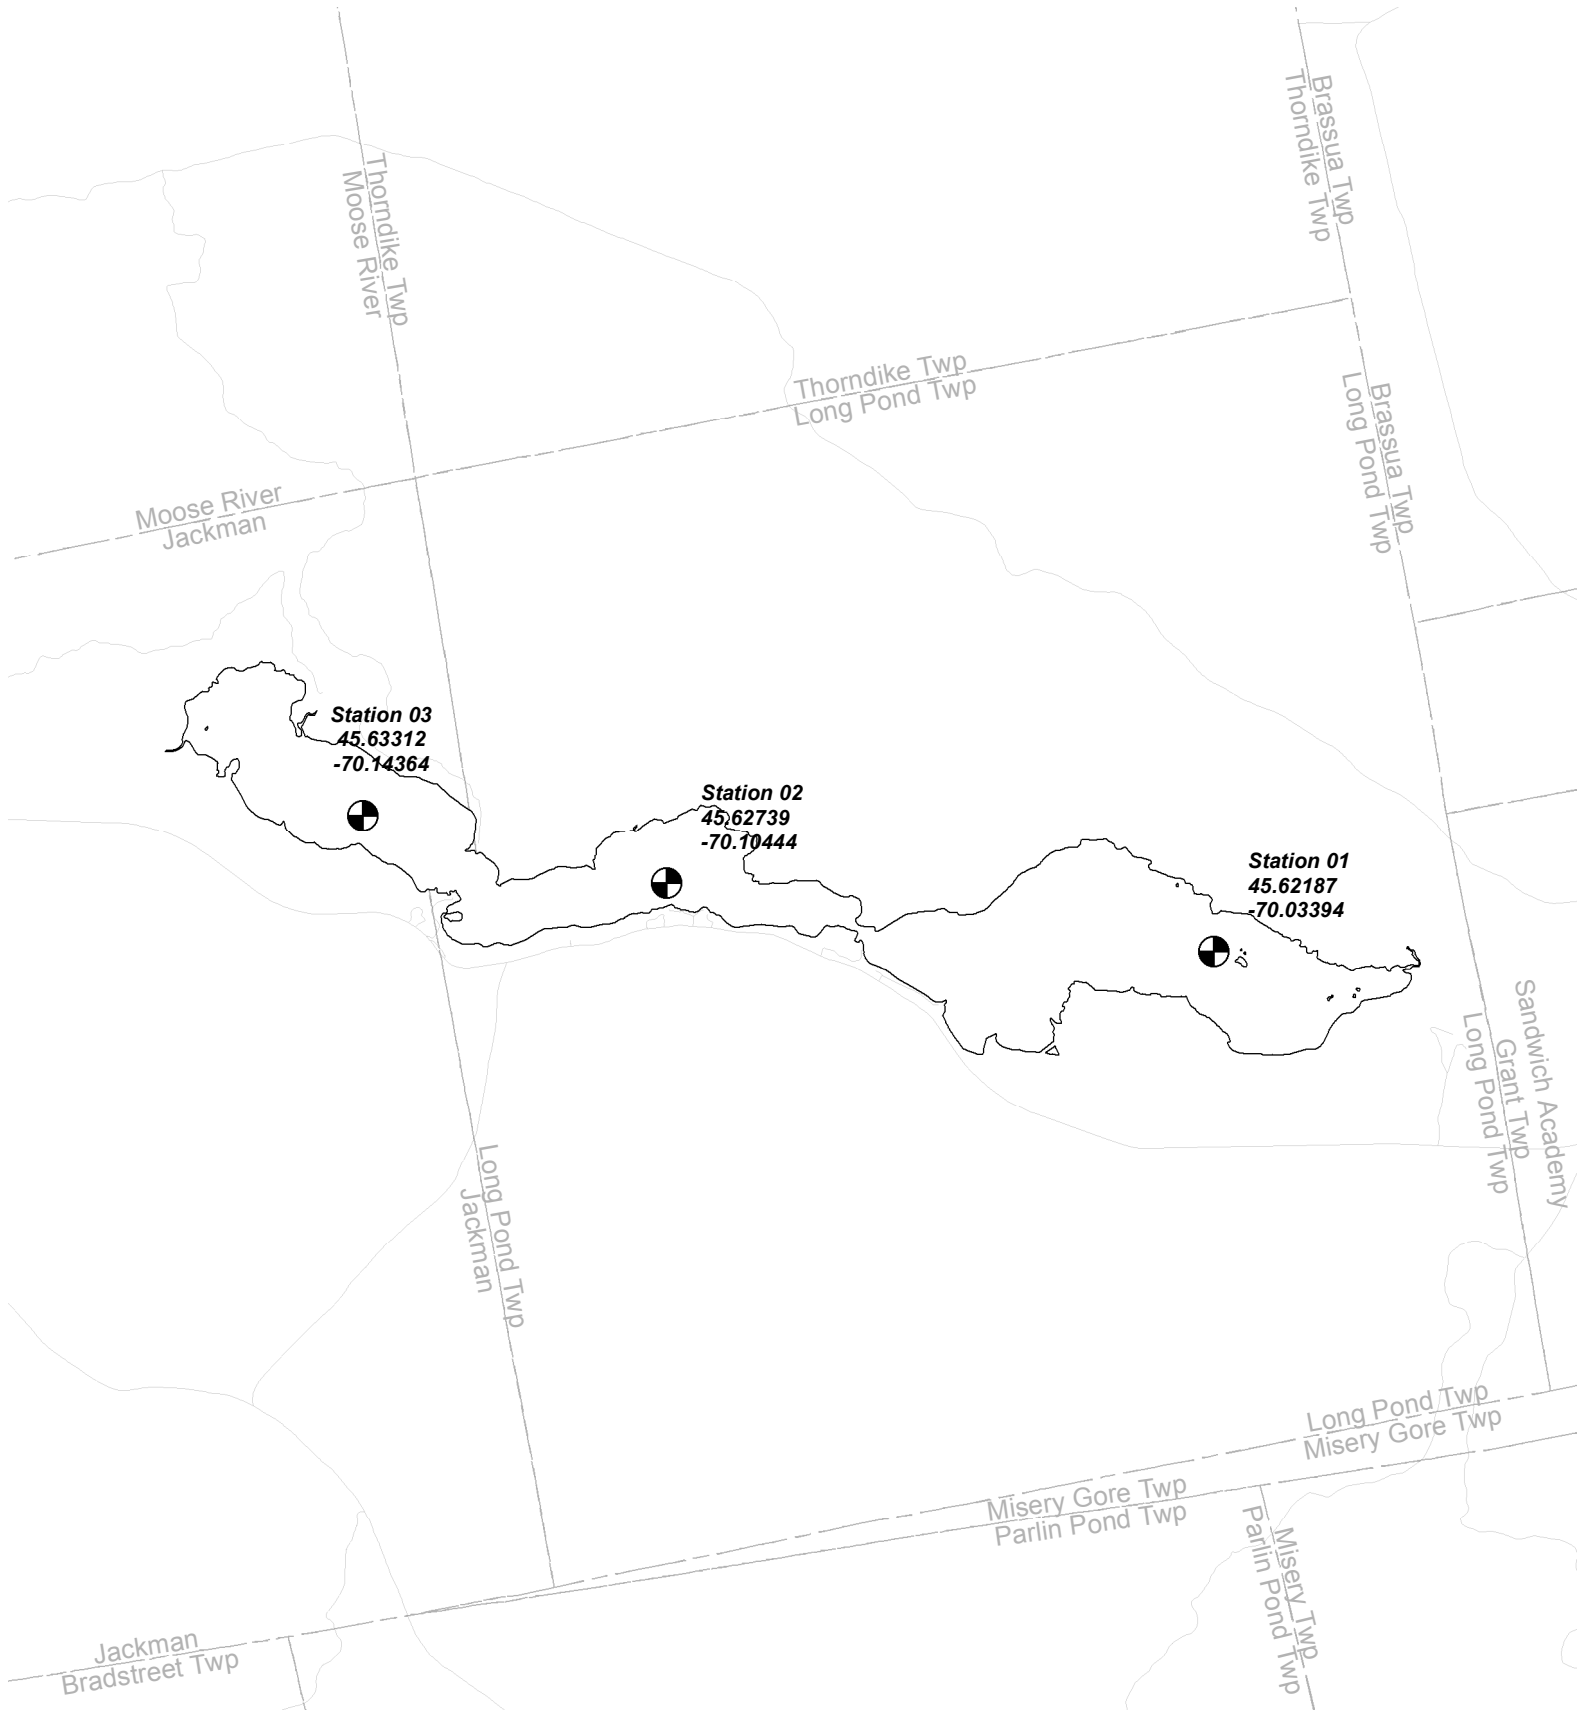 Brassua Twp
Thorndike Twp
Thorndike Twp
Moose River
Thorndike Twp
Long Pond Twp
Brassua Twp
Long Pond Twp
Moose River
Jackman
Station 03
45.63312
-70.14364
Station 02
45.62739
-70.10444
Station 01
45.62187
-70.03394
Sandwich Academy
Grant Twp
Long Pond Twp
Long Pond Twp
Jackman
Long Pond Twp
Misery Gore Twp
Misery Gore Twp
Parlin Pond Twp
Misery Twp
Parlin Pond Twp
Jackman
Bradstreet Twp